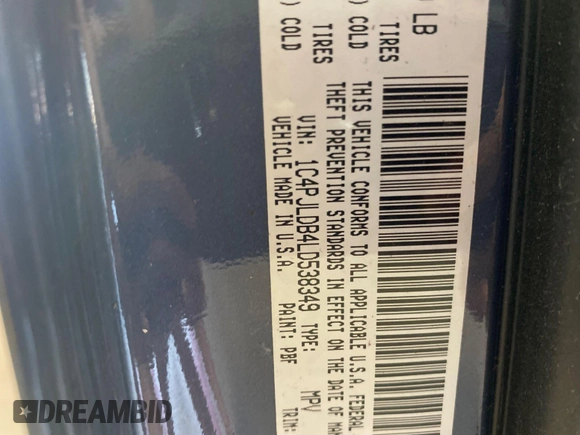 LB
TIRES
) COLD
TIRES
) COLD
THIS VEHICLE CONFORMS TO ALL APPLICABLE U.S.A. FEDERAL
THEFT PREVENTION STANDARDS IN EFFECT ON THE DATE OF
VIN: 1C4PJLDB4LD538349 TYPE: MPV
VEHICLE MADE IN U.S.A. PAINT: PBF TRIM:
DREAMBID